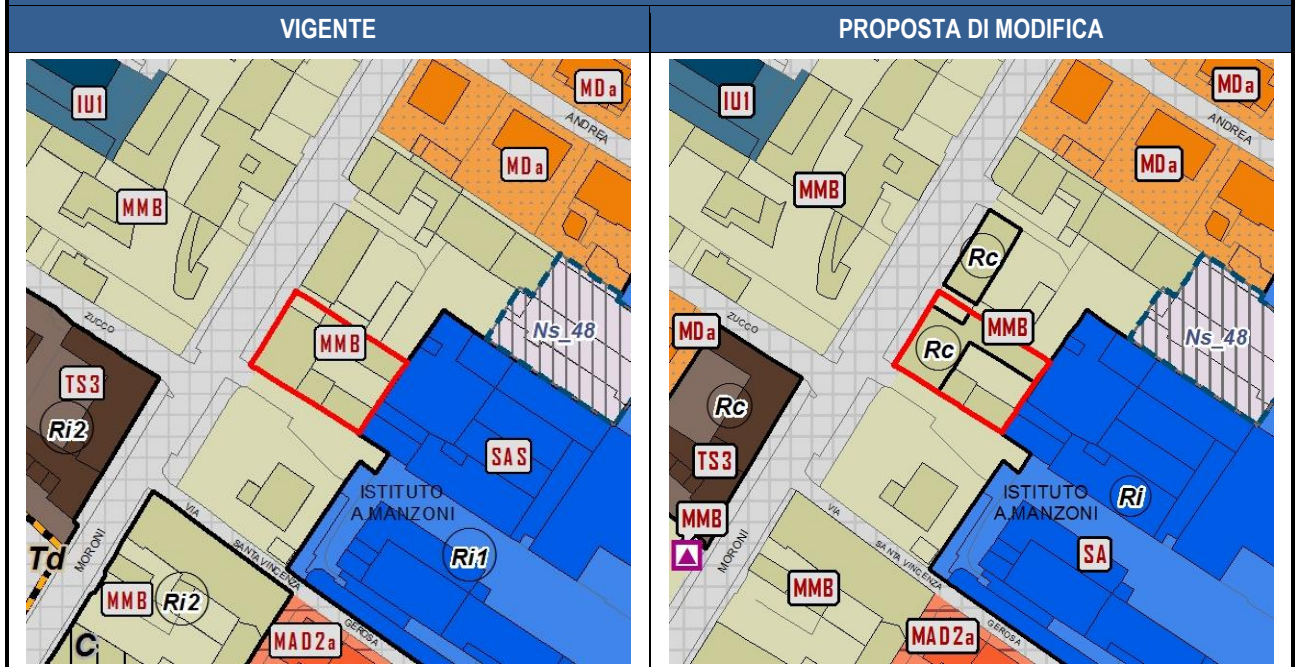 VIGENTE
PROPOSTA DI MODIFICA
IU1
MDa
ANDREA
MDa
MMB
Ns_48
ZUCCO
MMB
TS3
Ri2
SAS
ISTITUTO
A.MANZONI
VIA
SANTA VINCENZA
GEROSA
Ri1
Td
MORONI
MMB
Ri2
C
MAD2a
IU1
MDa
ANDREA
MDa
MMB
Rc
Ns_48
ZUCCO
MDa
MMB
Rc
Rc
TS3
ISTITUTO
A.MANZONI
Ri
MMB
MORONI
VIA
SANTA VINCENZA
GEROSA
SA
MMB
MAD2a